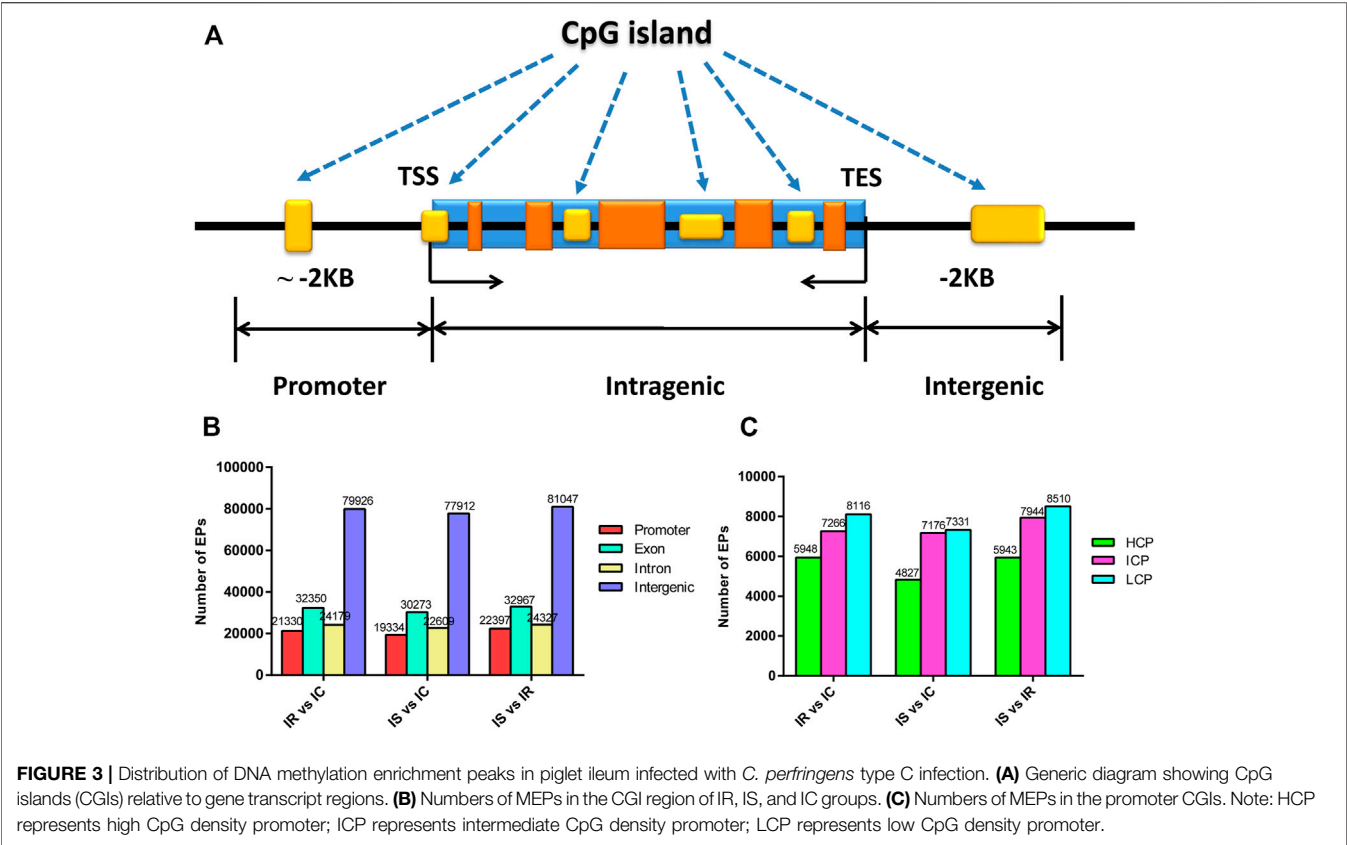 A
CpG island
TSS
TES
~ -2KB
-2KB
Promoter
Intragenic
Intergenic
B
Number of EPs
100000
80000
60000
40000
20000
0
21330
32350
24179
79926
19334
30273
22609
77912
22397
32967
24327
81047
IR vs IC
IS vs IC
IS vs IR
Promoter
Exon
Intron
Intergenic
C
Number of EPs
10000
8000
6000
4000
2000
0
5948
7266
8116
4827
7176
7331
5943
7944
8510
IR vs IC
IS vs IC
IS vs IR
HCP
ICP
LCP
FIGURE 3 | Distribution of DNA methylation enrichment peaks in piglet ileum infected with C. perfringens type C infection. (A) Generic diagram showing CpG
islands (CGIs) relative to gene transcript regions. (B) Numbers of MEPs in the CGI region of IR, IS, and IC groups. (C) Numbers of MEPs in the promoter CGIs. Note: HCP
represents high CpG density promoter; ICP represents intermediate CpG density promoter; LCP represents low CpG density promoter.